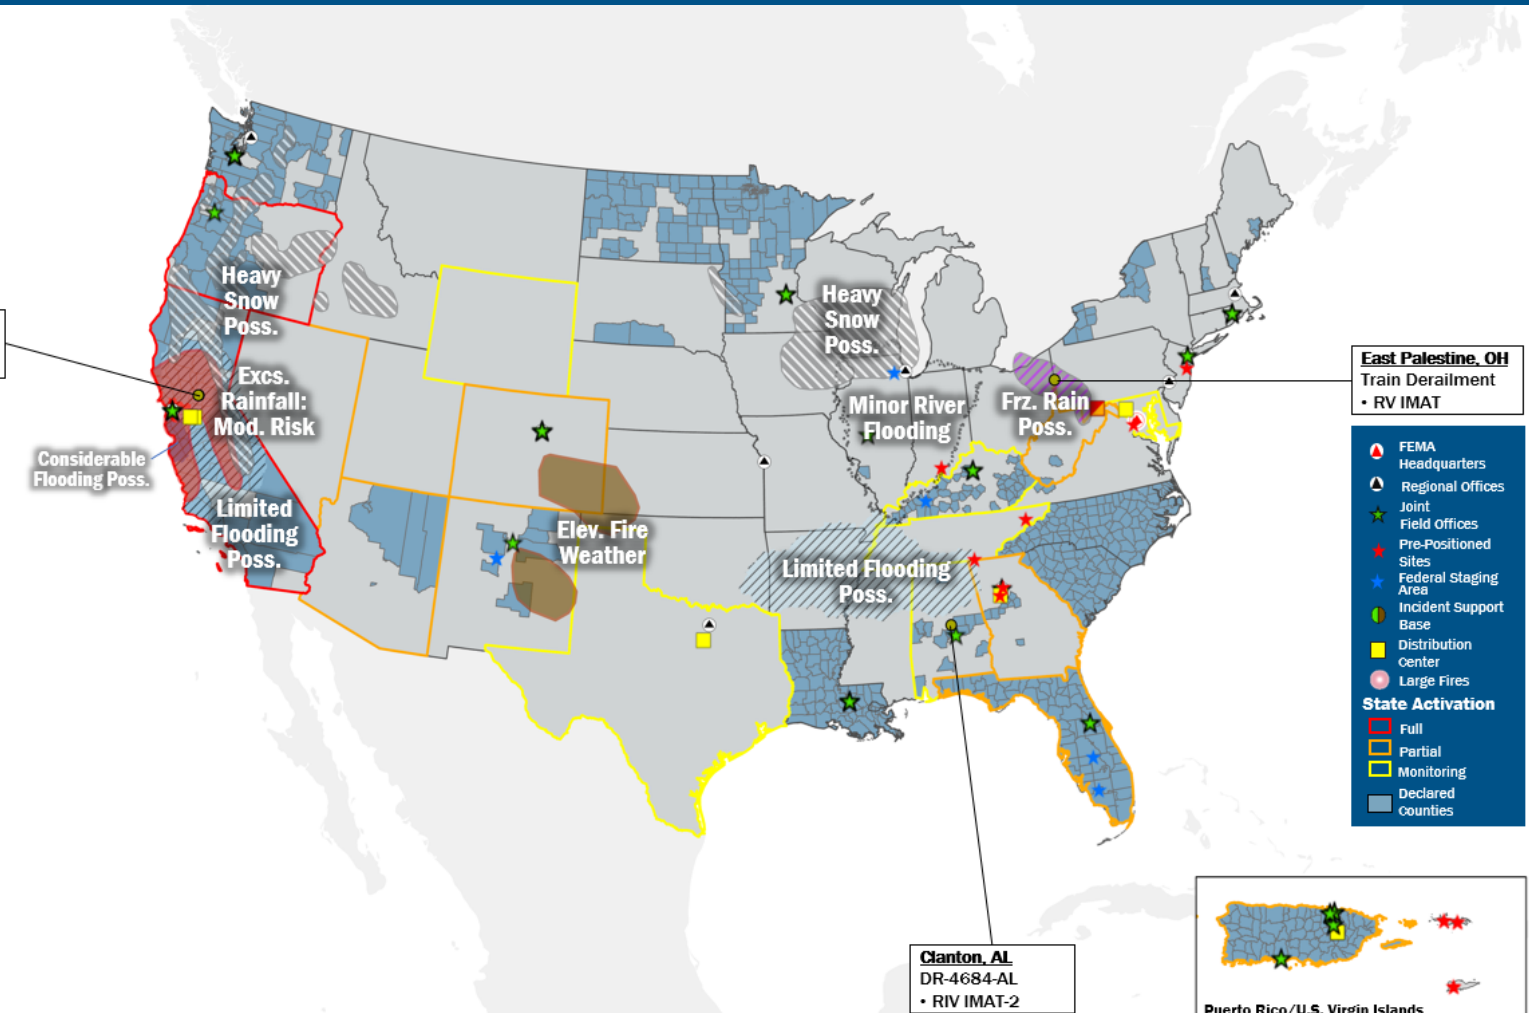 Heavy
Snow
Poss.
Heavy
Snow
Poss.
Excs.
Rainfall:
Mod. Risk
Considerable
Flooding Poss.
Limited
Flooding
Poss.
Elev. Fire
Weather
Minor River
Flooding
Frz. Rain
Poss.
Limited Flooding
Poss.
East Palestine, OH
Train Derailment
• RV IMAT
FEMA
Headquarters
Regional Offices
Joint
Field Offices
Pre-Positioned
Sites
Federal Staging
Area
Incident Support
Base
Distribution
Center
Large Fires
State Activation
Full
Partial
Monitoring
Declared
Counties
Clanton, AL
DR-4684-AL
• RIV IMAT-2
Puerto Rico/U.S. Virgin Islands